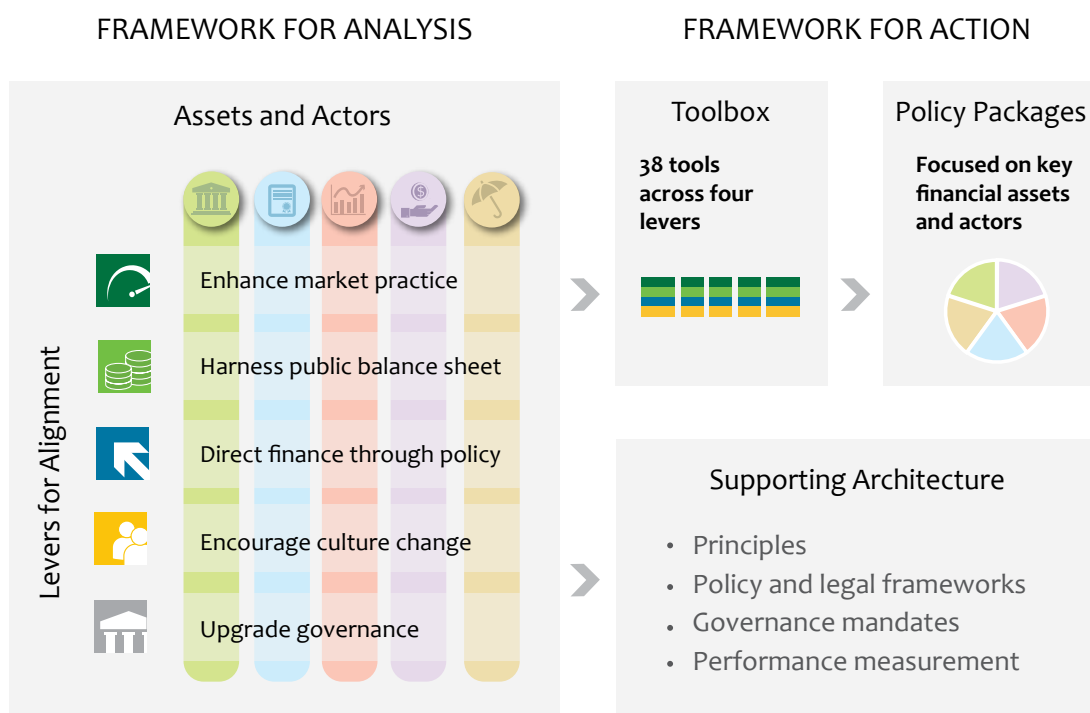 FRAMEWORK FOR ANALYSIS
Assets and Actors
$
Levers for Alignment
Enhance market practice
Harness public balance sheet
Direct finance through policy
Encourage culture change
Upgrade governance
FRAMEWORK FOR ACTION
Toolbox
38 tools
across four
levers
Policy Packages
Focused on key
financial assets
and actors
Supporting Architecture
• Principles
• Policy and legal frameworks
• Governance mandates
• Performance measurement